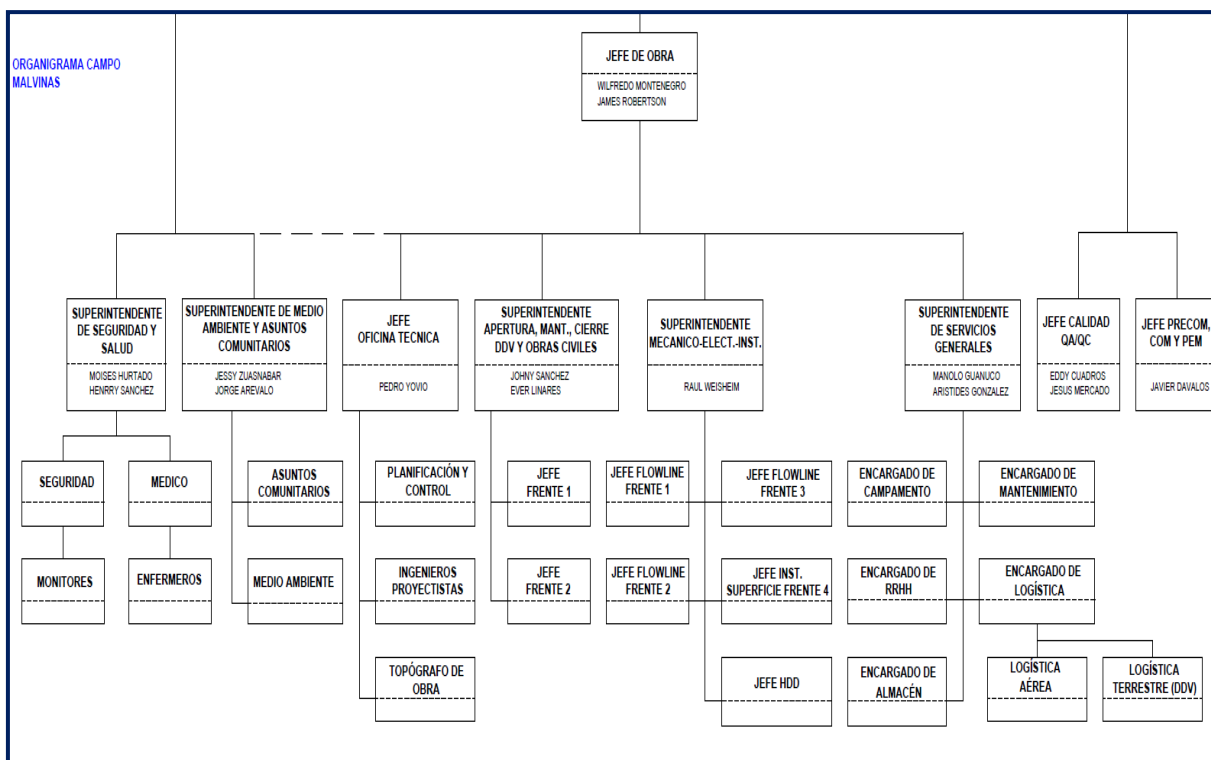 ORGANIGRAMA CAMPO
MALVINAS
JEFE DE OBRA
WILFREDO MONTENEGRO
JAMES ROBERTSON
SUPERINTENDENTE
DE SEGURIDAD Y
SALUD
MOISES HURTADO
HENRRY SANCHEZ
SUPERINTENDENTE DE MEDIO
AMBIENTE Y ASUNTOS
COMUNITARIOS
JESSY ZUASNABAR
JORGE AREVALO
JEFE
OFICINA TECNICA
PEDRO YOVIO
SUPERINTENDENTE
APERTURA, MANT., CIERRE
DDV Y OBRAS CIVILES
JOHNY SANCHEZ
EVER LINARES
SUPERINTENDENTE
MECANICO-ELECT.-INST.
RAUL WEISHEIM
SUPERINTENDENTE
DE SERVICIOS
GENERALES
MANOLO GUANUCO
ARISTIDES GONZALEZ
JEFE CALIDAD
QA/QC
EDDY CUADROS
JESUS MERCADO
JEFE PRECOM,
COM Y PEM
JAVIER DAVALOS
SEGURIDAD
MEDICO
ASUNTOS
COMUNITARIOS
PLANIFICACIÓN Y
CONTROL
JEFE
FRENTE 1
JEFE FLOWLINE
FRENTE 1
JEFE FLOWLINE
FRENTE 3
ENCARGADO DE
CAMPAMENTO
ENCARGADO DE
MANTENIMIENTO
MONITORES
ENFERMEROS
MEDIO AMBIENTE
INGENIEROS
PROYECTISTAS
JEFE
FRENTE 2
JEFE FLOWLINE
FRENTE 2
JEFE INST.
SUPERFICIE FRENTE 4
ENCARGADO DE
RRHH
ENCARGADO DE
LOGÍSTICA
TOPÓGRAFO DE
OBRA
JEFE HDD
ENCARGADO DE
ALMACÉN
LOGÍSTICA
AÉREA
LOGÍSTICA
TERRESTRE (DDV)